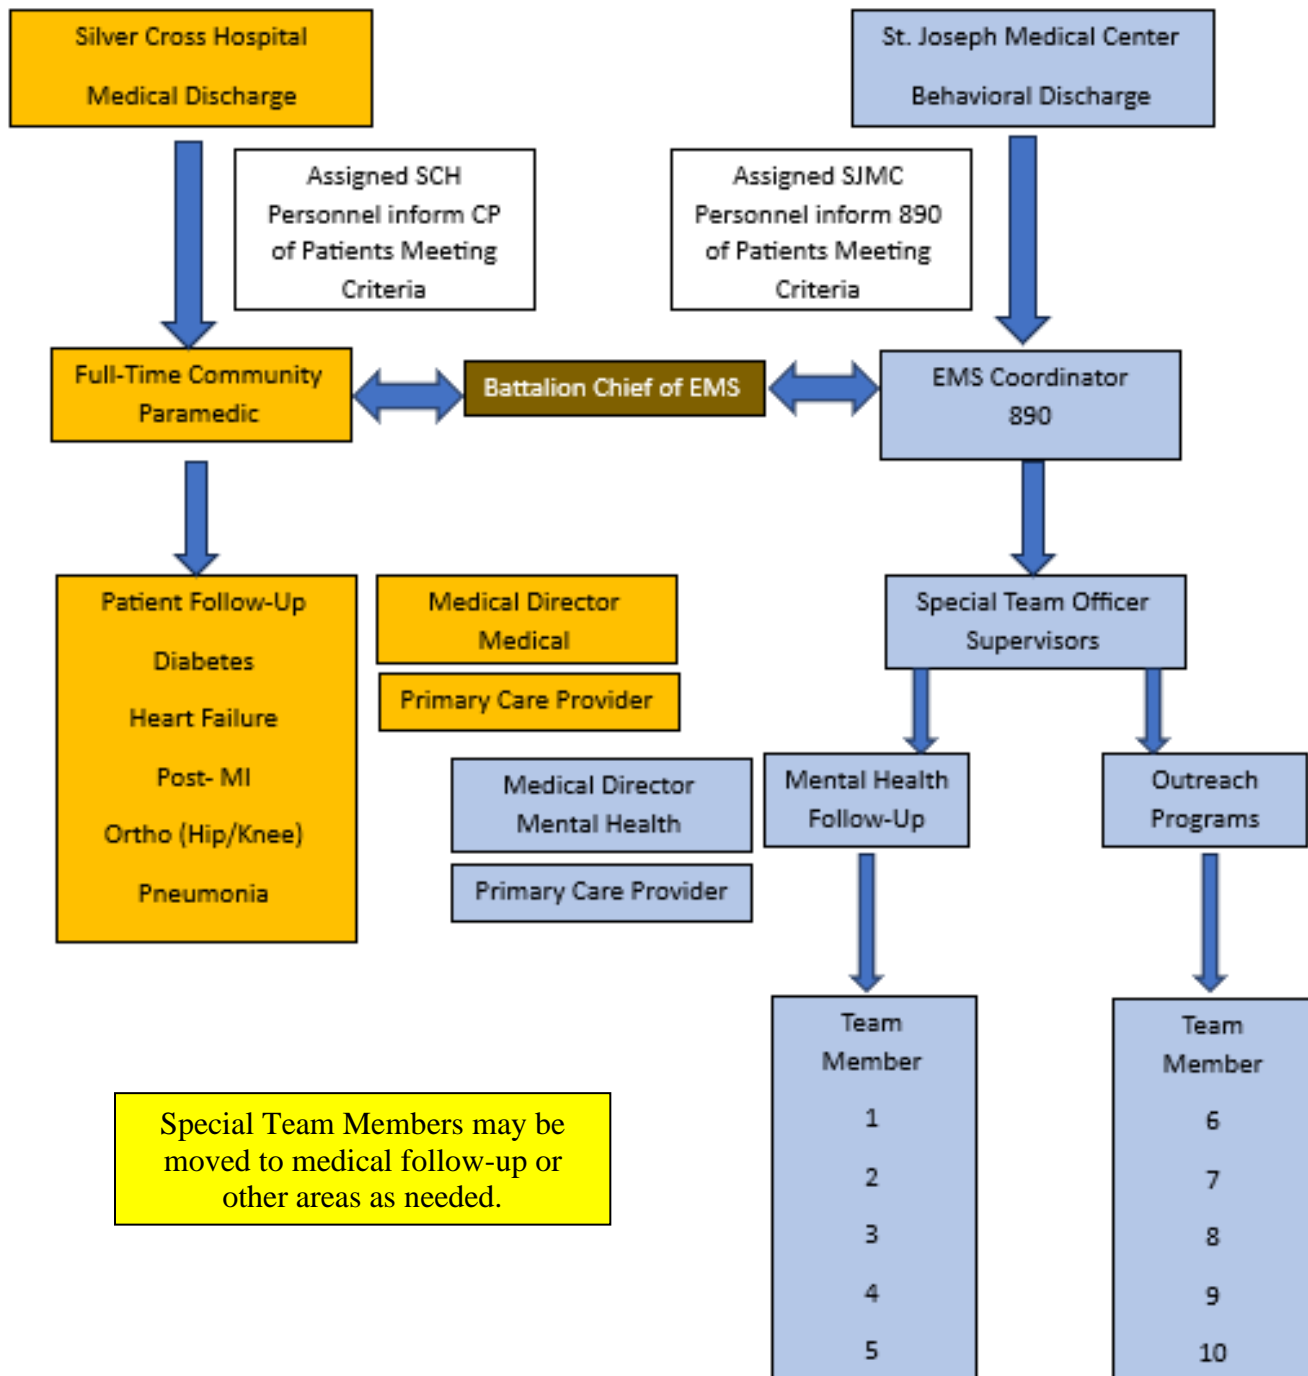 Silver Cross Hospital
Medical Discharge
St. Joseph Medical Center
Behavioral Discharge
Assigned SCH
Personnel inform CP
of Patients Meeting
Criteria
Assigned SJMC
Personnel inform 890
of Patients Meeting
Criteria
Full-Time Community
Paramedic
Battalion Chief of EMS
EMS Coordinator
890
Patient Follow-Up
Diabetes
Heart Failure
Post- MI
Ortho (Hip/Knee)
Pneumonia
Medical Director
Medical
Primary Care Provider
Special Team Officer
Supervisors
Medical Director
Mental Health
Primary Care Provider
Mental Health
Follow-Up
Outreach
Programs
Team
Member
1
2
3
4
5
Team
Member
6
7
8
9
10
Special Team Members may be
moved to medical follow-up or
other areas as needed.